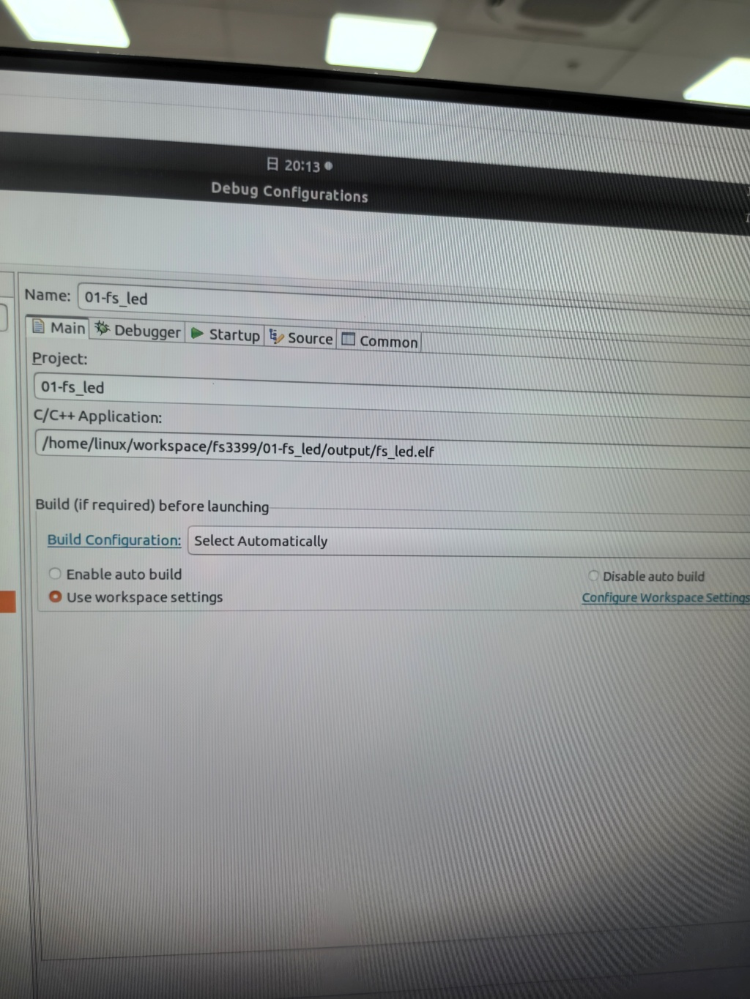 日 20:13
Debug Configurations
Name: 01-fs_led
Main Debugger Startup Source Common
Project:
01-fs_led
C/C++ Application:
/home/linux/workspace/fs3399/01-fs_led/output/fs_led.elf
Build (if required) before launching
Build Configuration: Select Automatically
Enable auto build Disable auto build
Use workspace settings Configure Workspace Settings